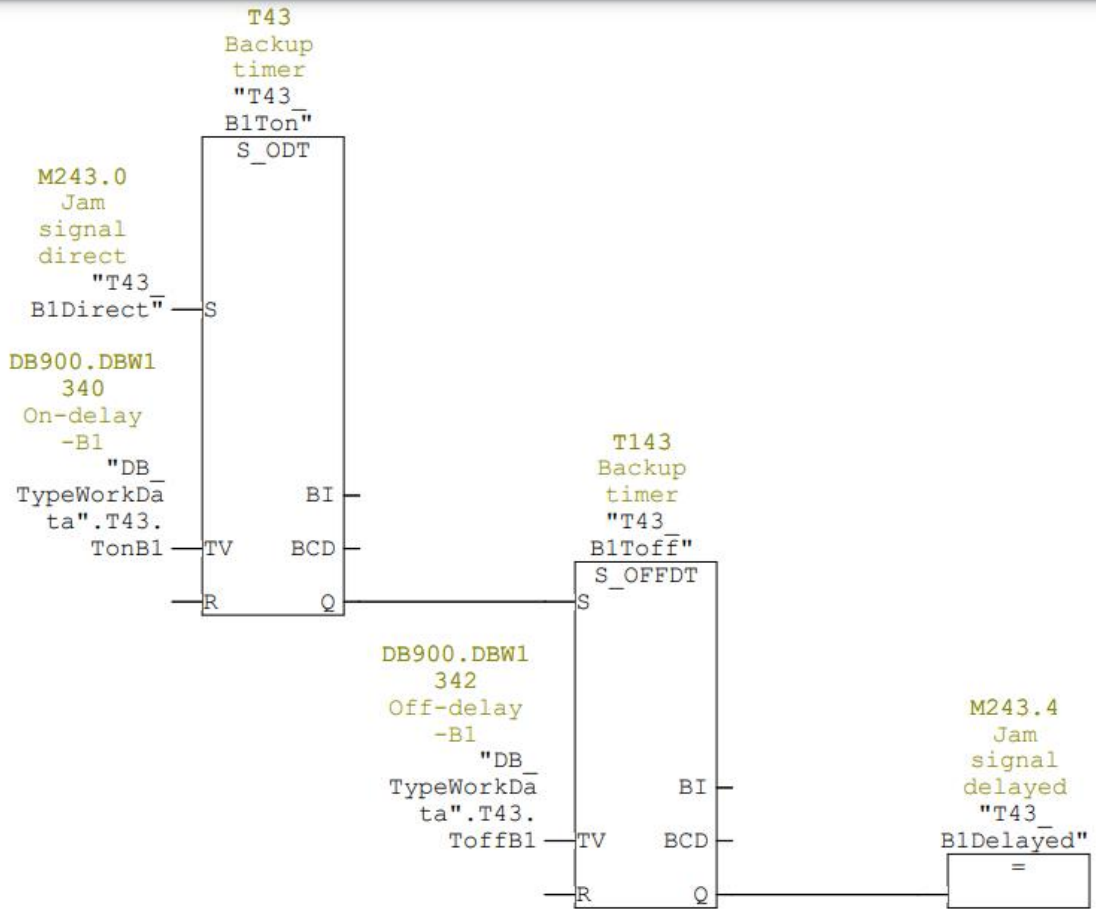 T43
Backup
timer
"T43_
B1Ton"
S_ODT
M243.0
Jam
signal
direct
"T43_
B1Direct"
S
DB900.DBW1
340
On-delay
-B1
"DB_
TypeWorkDa
ta".T43.
TonB1
TV
BI
BCD
R
Q
T143
Backup
timer
"T43_
B1Toff"
S_OFFDT
S
DB900.DBW1
342
Off-delay
-B1
"DB_
TypeWorkDa
ta".T43.
ToffB1
TV
BI
BCD
R
Q
M243.4
Jam
signal
delayed
"T43_
B1Delayed"
=